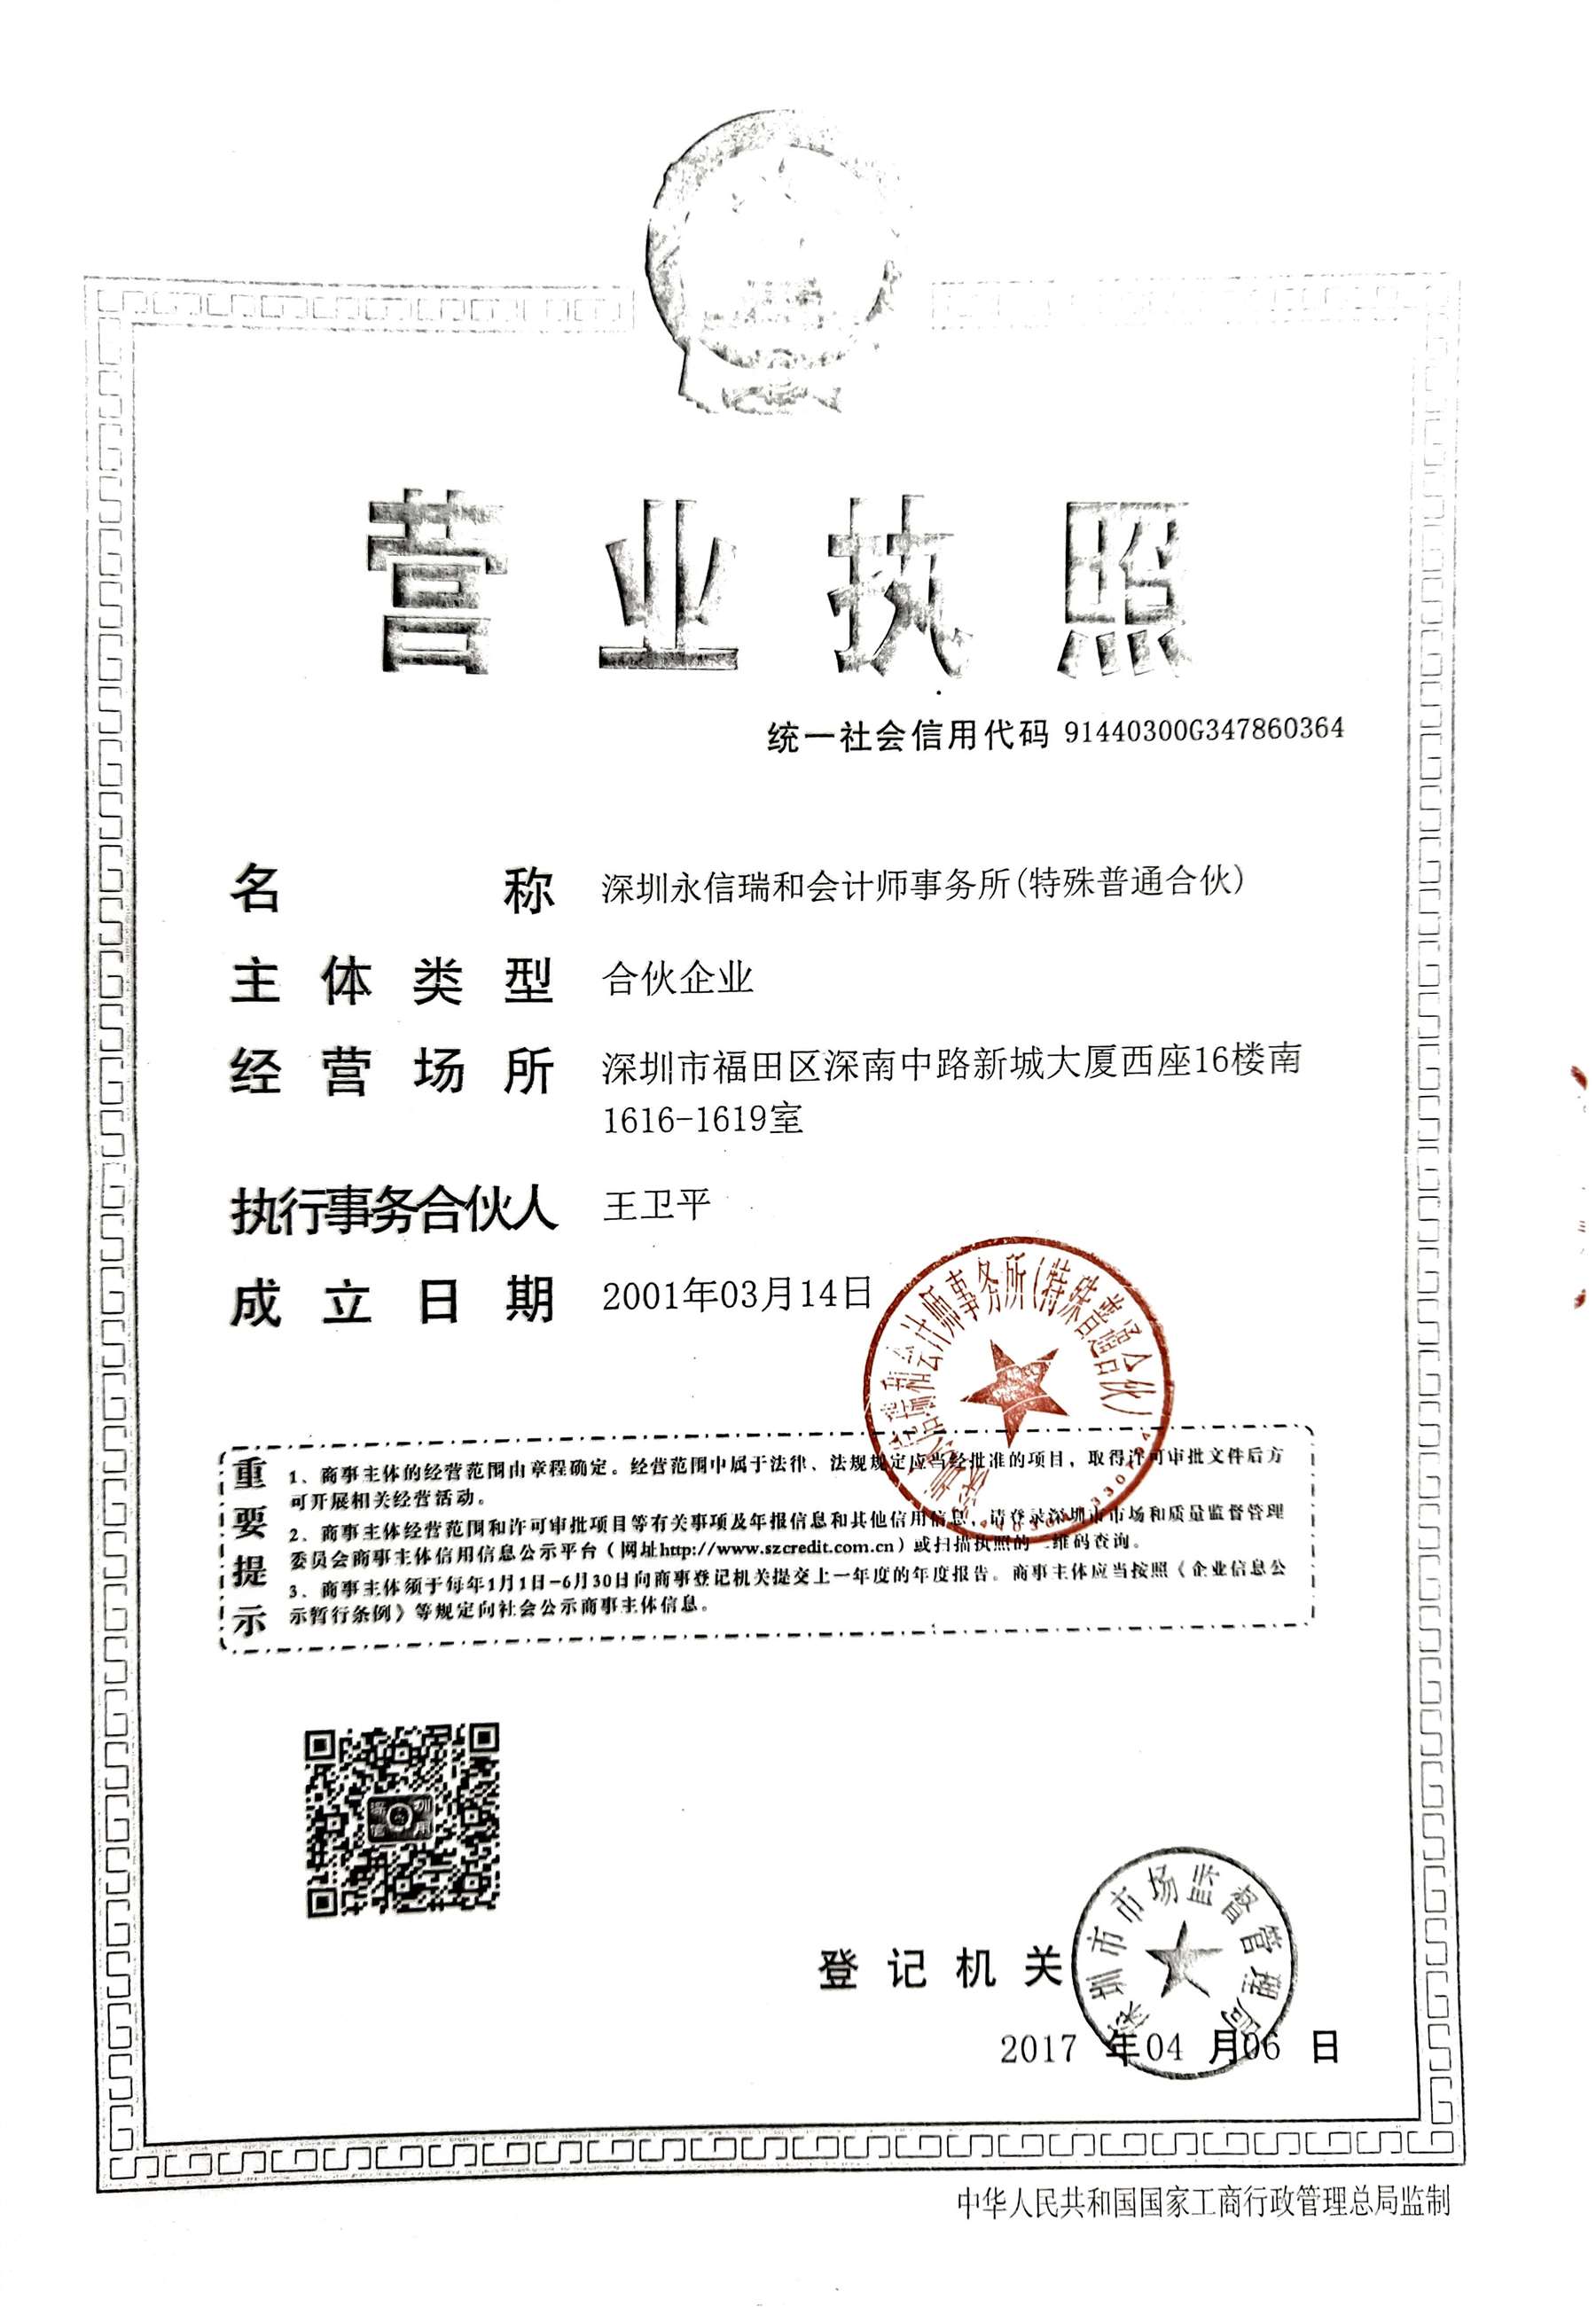 营业执照
统一社会信用代码 91440300G347860364
名称 深圳永信瑞和会计师事务所(特殊普通合伙)
主体类型 合伙企业
经营场所 深圳市福田区深南中路新城大厦西座16楼南
1616-1619室
执行事务合伙人 王卫平
成立日期 2001年03月14日
和会计师事务所(特殊普通合伙)
重要提示
1、商事主体的经营范围由章程确定。经营范围中属于法律、法规规定应当经批准的项目，取得许可审批文件后方
可开展相关经营活动。
2、商事主体经营范围和许可审批项目等有关事项及年报信息和其他信用信息，请登录深圳市市场和质量监督管理
委员会商事主体信用信息公示平台（网址http://www.szcredit.com.cn）或扫描执照的二维码查询。
3、商事主体须于每年1月1日-6月30日向商事登记机关提交上一年度的年度报告。商事主体应当按照《企业信息公
示暂行条例》等规定向社会公示商事主体信息。
深圳
信用
登记机关
深圳市市场监督管理局
2017 年04 月06 日
中华人民共和国国家工商行政管理总局监制